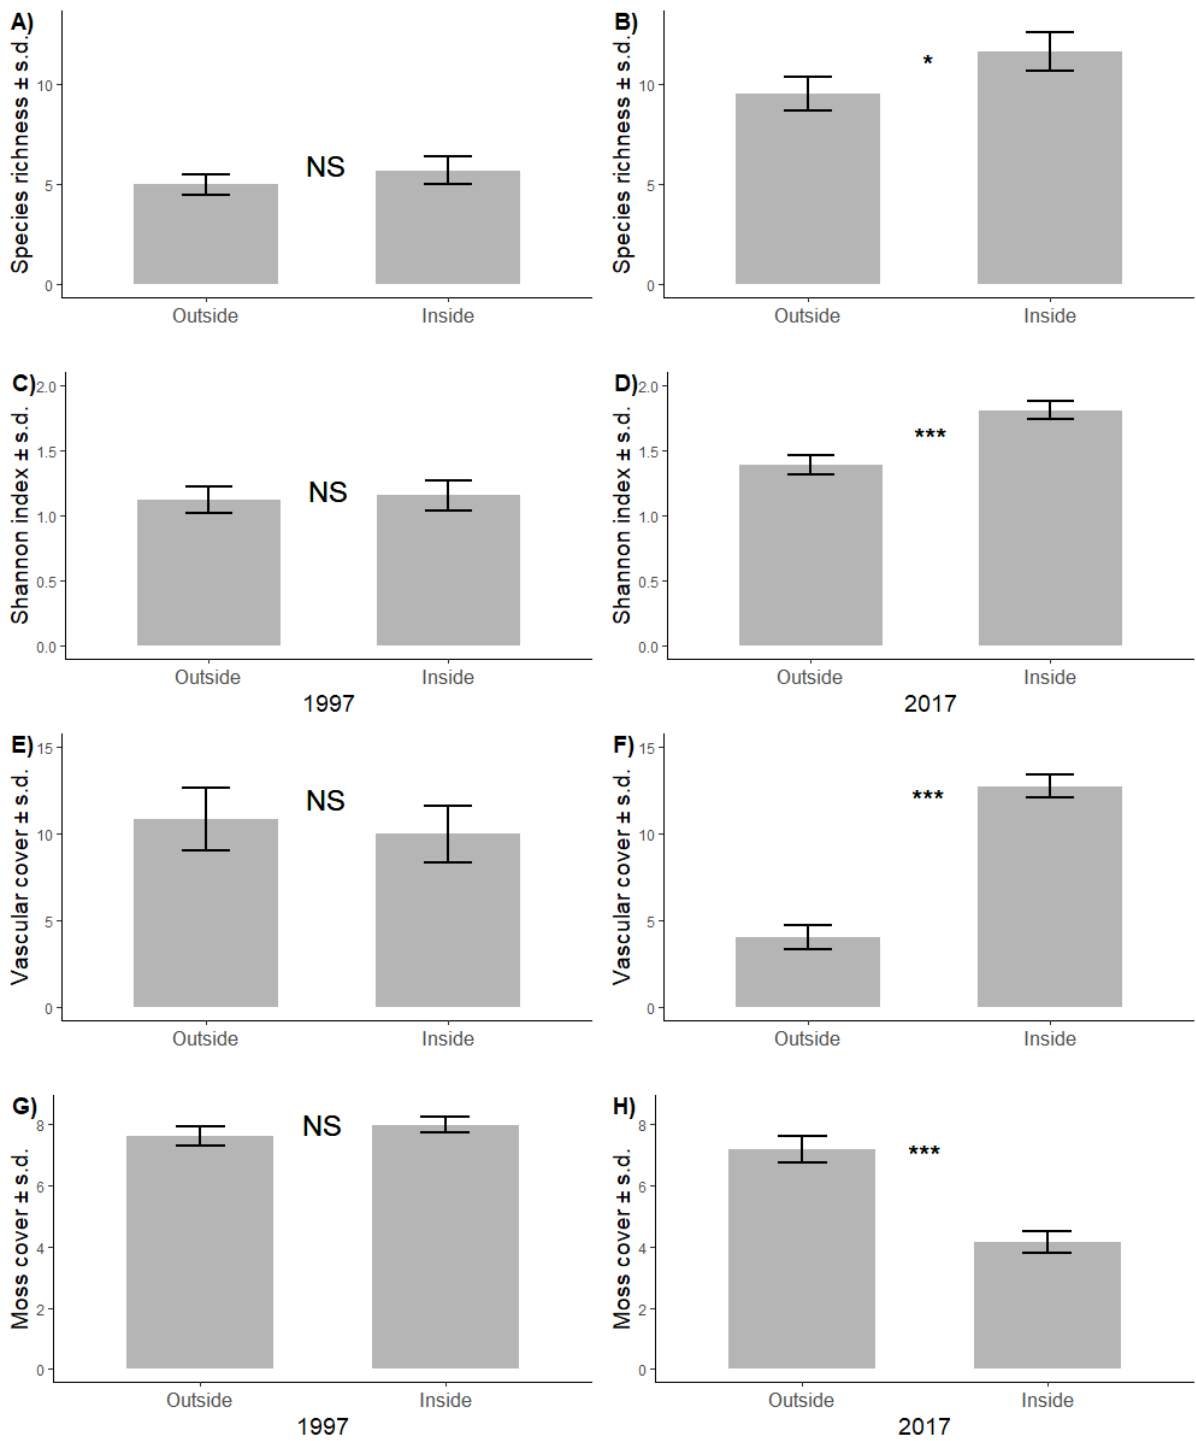 A)
Species richness ± s.d.
10
5
0
NS
Outside Inside
B)
Species richness ± s.d.
10
5
0
*
Outside Inside
C)
Shannon index ± s.d.
2.0
1.5
1.0
0.5
0.0
NS
Outside Inside
1997
D)
Shannon index ± s.d.
2.0
1.5
1.0
0.5
0.0
***
Outside Inside
2017
E)
Vascular cover ± s.d.
15
10
5
0
NS
Outside Inside
F)
Vascular cover ± s.d.
15
10
5
0
***
Outside Inside
G)
Moss cover ± s.d.
8
6
4
2
0
NS
Outside Inside
1997
H)
Moss cover ± s.d.
8
6
4
2
0
***
Outside Inside
2017